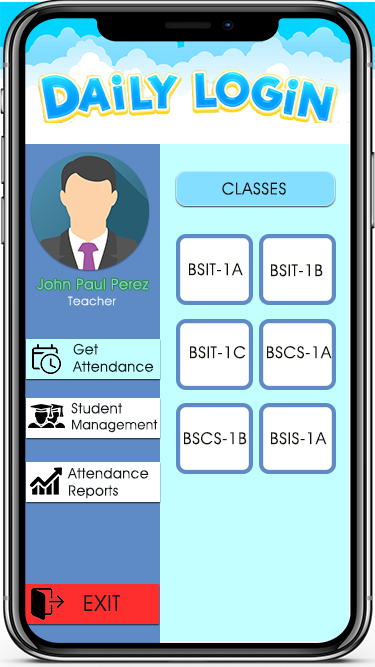 DAiLY LOGiN
John Paul Perez
Teacher
Get
Attendance
Student
Management
Attendance
Reports
EXIT
CLASSES
BSIT-1A
BSIT-1B
BSIT-1C
BSCS-1A
BSCS-1B
BSIS-1A